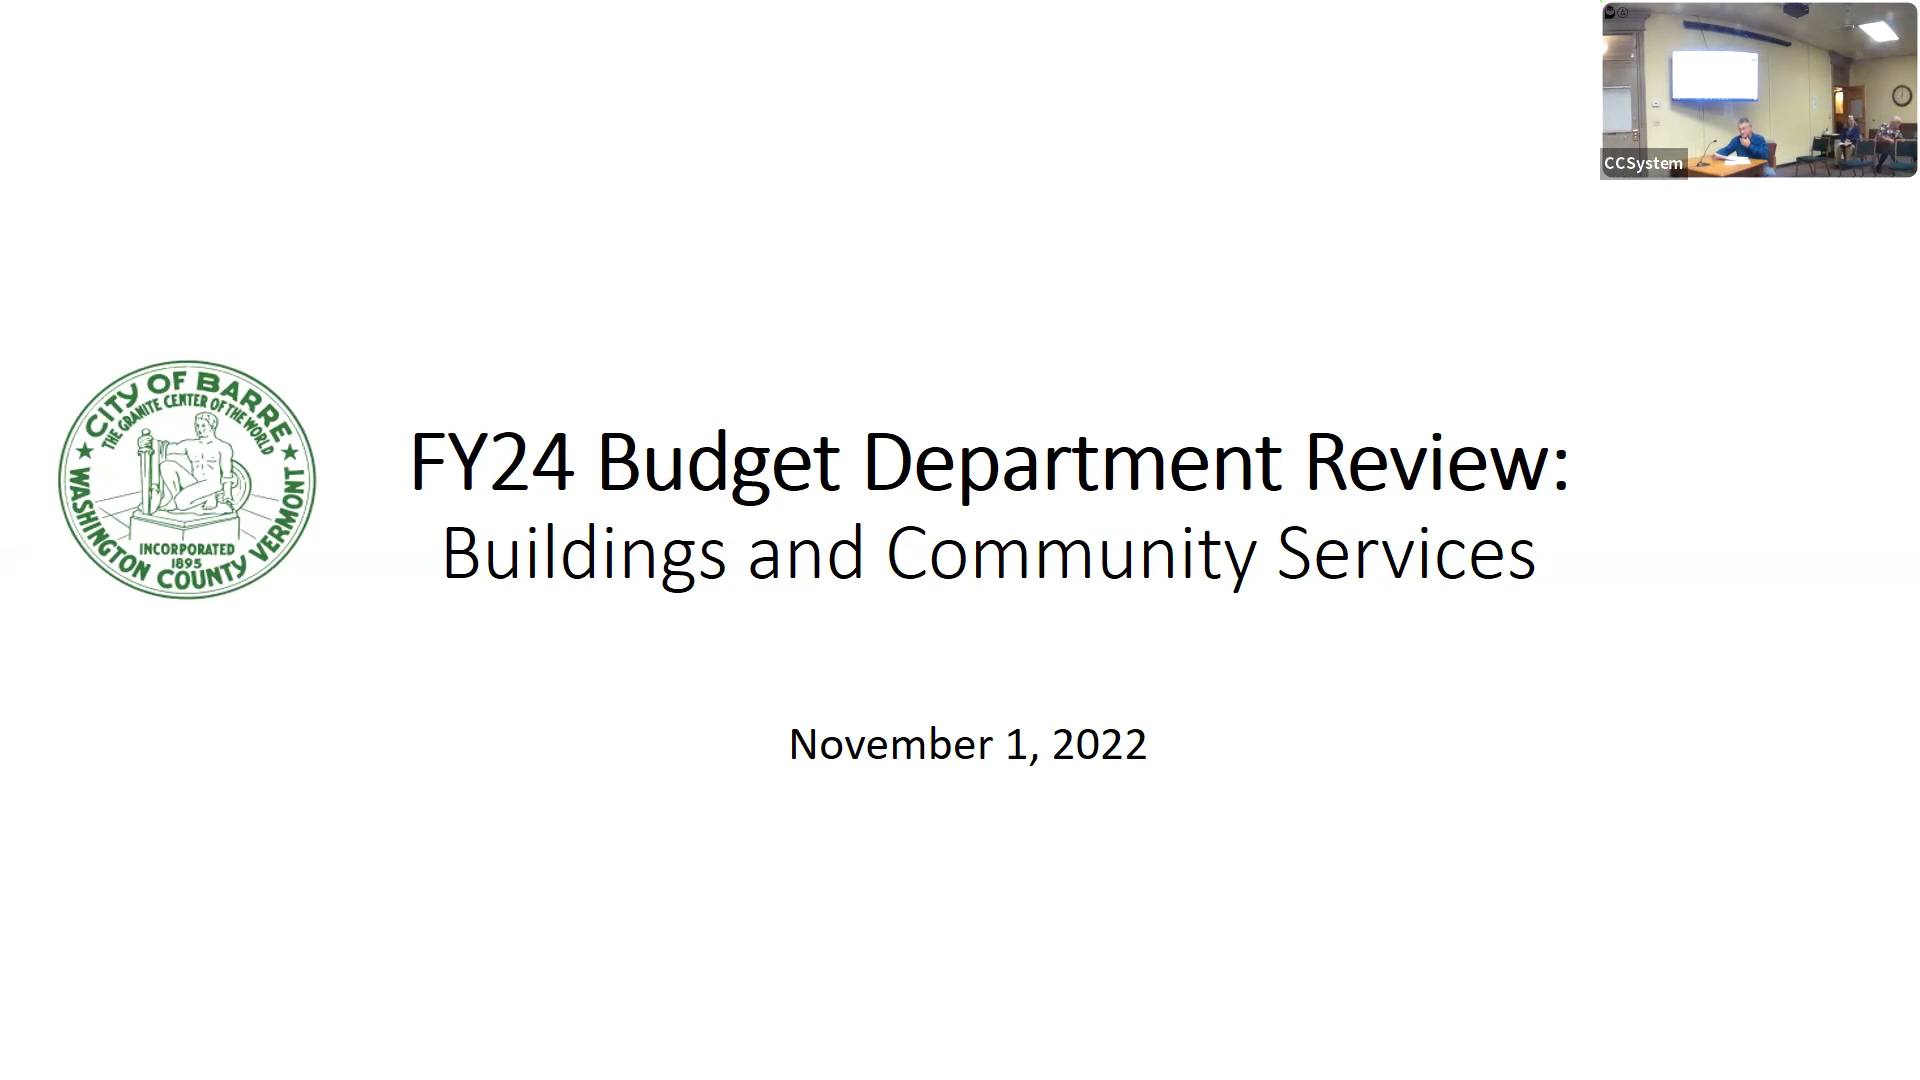 CCSystem
CITY OF BARRE
THE GRANITE CENTER OF THE WORLD
INCORPORATED
1895
WASHINGTON COUNTY VERMONT
FY24 Budget Department Review:
Buildings and Community Services
November 1, 2022